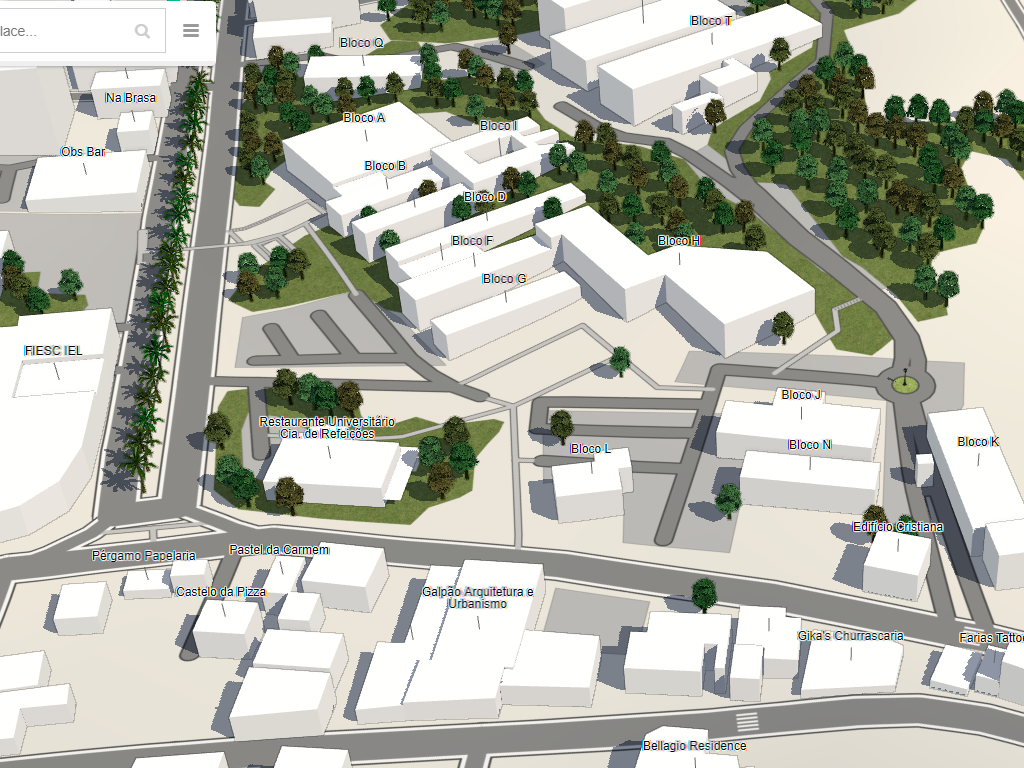 lace...
Bloco T
Bloco Q
Na Brasa
Bloco A
Bloco I
Obs Bar
Bloco B
Bloco D
Bloco F
Bloco H
Bloco G
FIESC IEL
Bloco J
Restaurante Universitário
Cia. de Refeições
Bloco L
Bloco N
Bloco K
Edifício Cristiana
Pérgamo Papelaria
Pastel da Carmem
Castelo da Pizza
Galpão Arquitetura e
Urbanismo
Gika's Churrascaria
Farias Tattoo
Bellagio Residence